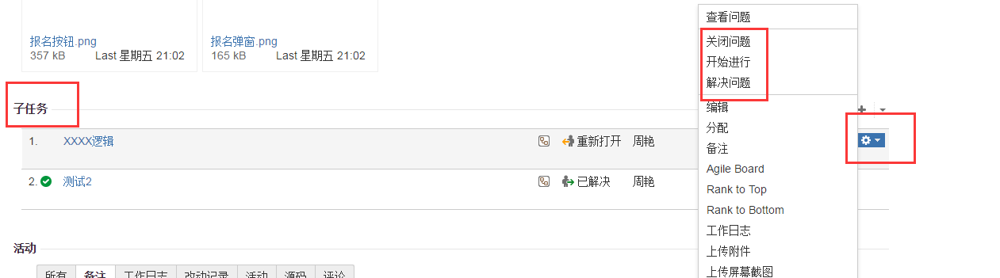 报名按钮.png
报名弹窗.png
357 kB Last 星期五 21:02
165 kB Last 星期五 21:02
子任务
1. XXXX逻辑 重新打开 周艳
2. 测试2 已解决 周艳
活动
所有 备注 工作日志 改动记录 活动 源码 评论
查看问题
关闭问题
开始进行
解决问题
编辑
分配
备注
Agile Board
Rank to Top
Rank to Bottom
工作日志
上传附件
上传屏幕截图